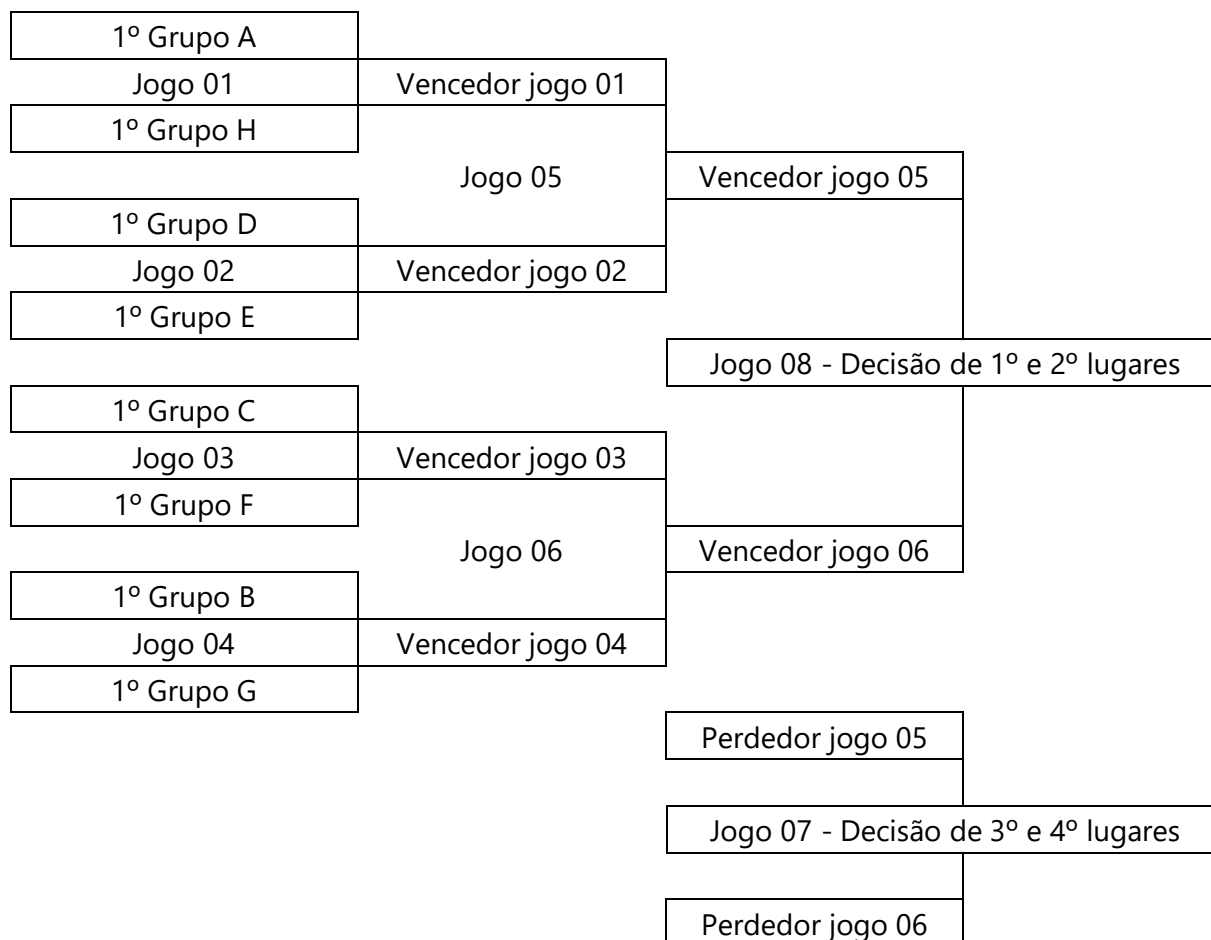 1º Grupo A
Jogo 01
Vencedor jogo 01
1º Grupo H
Jogo 05
Vencedor jogo 05
1º Grupo D
Jogo 02
Vencedor jogo 02
1º Grupo E
Jogo 08 - Decisão de 1º e 2º lugares
1º Grupo C
Jogo 03
Vencedor jogo 03
1º Grupo F
Jogo 06
Vencedor jogo 06
1º Grupo B
Jogo 04
Vencedor jogo 04
1º Grupo G
Perdedor jogo 05
Jogo 07 - Decisão de 3º e 4º lugares
Perdedor jogo 06